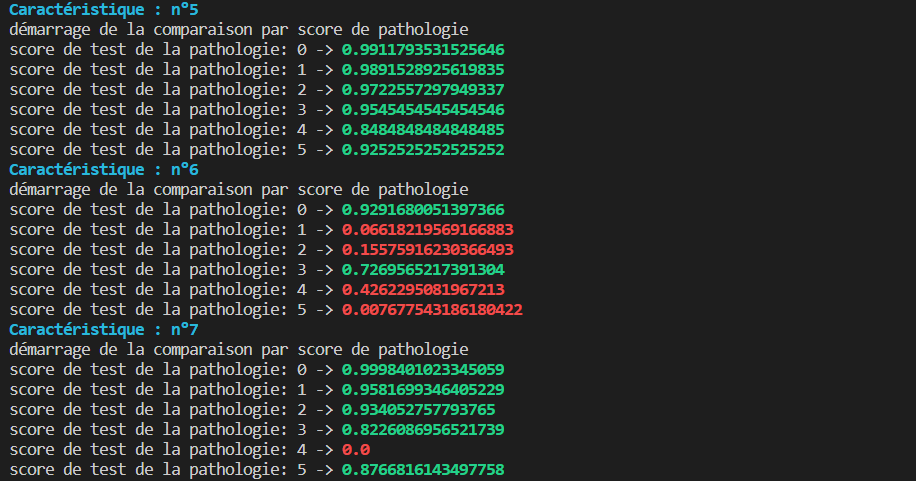 Caractéristique : n°5
démarrage de la comparaison par score de pathologie
score de test de la pathologie: 0 -> 0.9911793531525646
score de test de la pathologie: 1 -> 0.9891528925619835
score de test de la pathologie: 2 -> 0.9722557297949337
score de test de la pathologie: 3 -> 0.9545454545454546
score de test de la pathologie: 4 -> 0.8484848484848485
score de test de la pathologie: 5 -> 0.9252525252525252
Caractéristique : n°6
démarrage de la comparaison par score de pathologie
score de test de la pathologie: 0 -> 0.9291680051397366
score de test de la pathologie: 1 -> 0.06618219569166883
score de test de la pathologie: 2 -> 0.15575916230366493
score de test de la pathologie: 3 -> 0.7269565217391304
score de test de la pathologie: 4 -> 0.4262295081967213
score de test de la pathologie: 5 -> 0.007677543186180422
Caractéristique : n°7
démarrage de la comparaison par score de pathologie
score de test de la pathologie: 0 -> 0.9998401023345059
score de test de la pathologie: 1 -> 0.9581699346405229
score de test de la pathologie: 2 -> 0.934052757793765
score de test de la pathologie: 3 -> 0.8226086956521739
score de test de la pathologie: 4 -> 0.0
score de test de la pathologie: 5 -> 0.8766816143497758